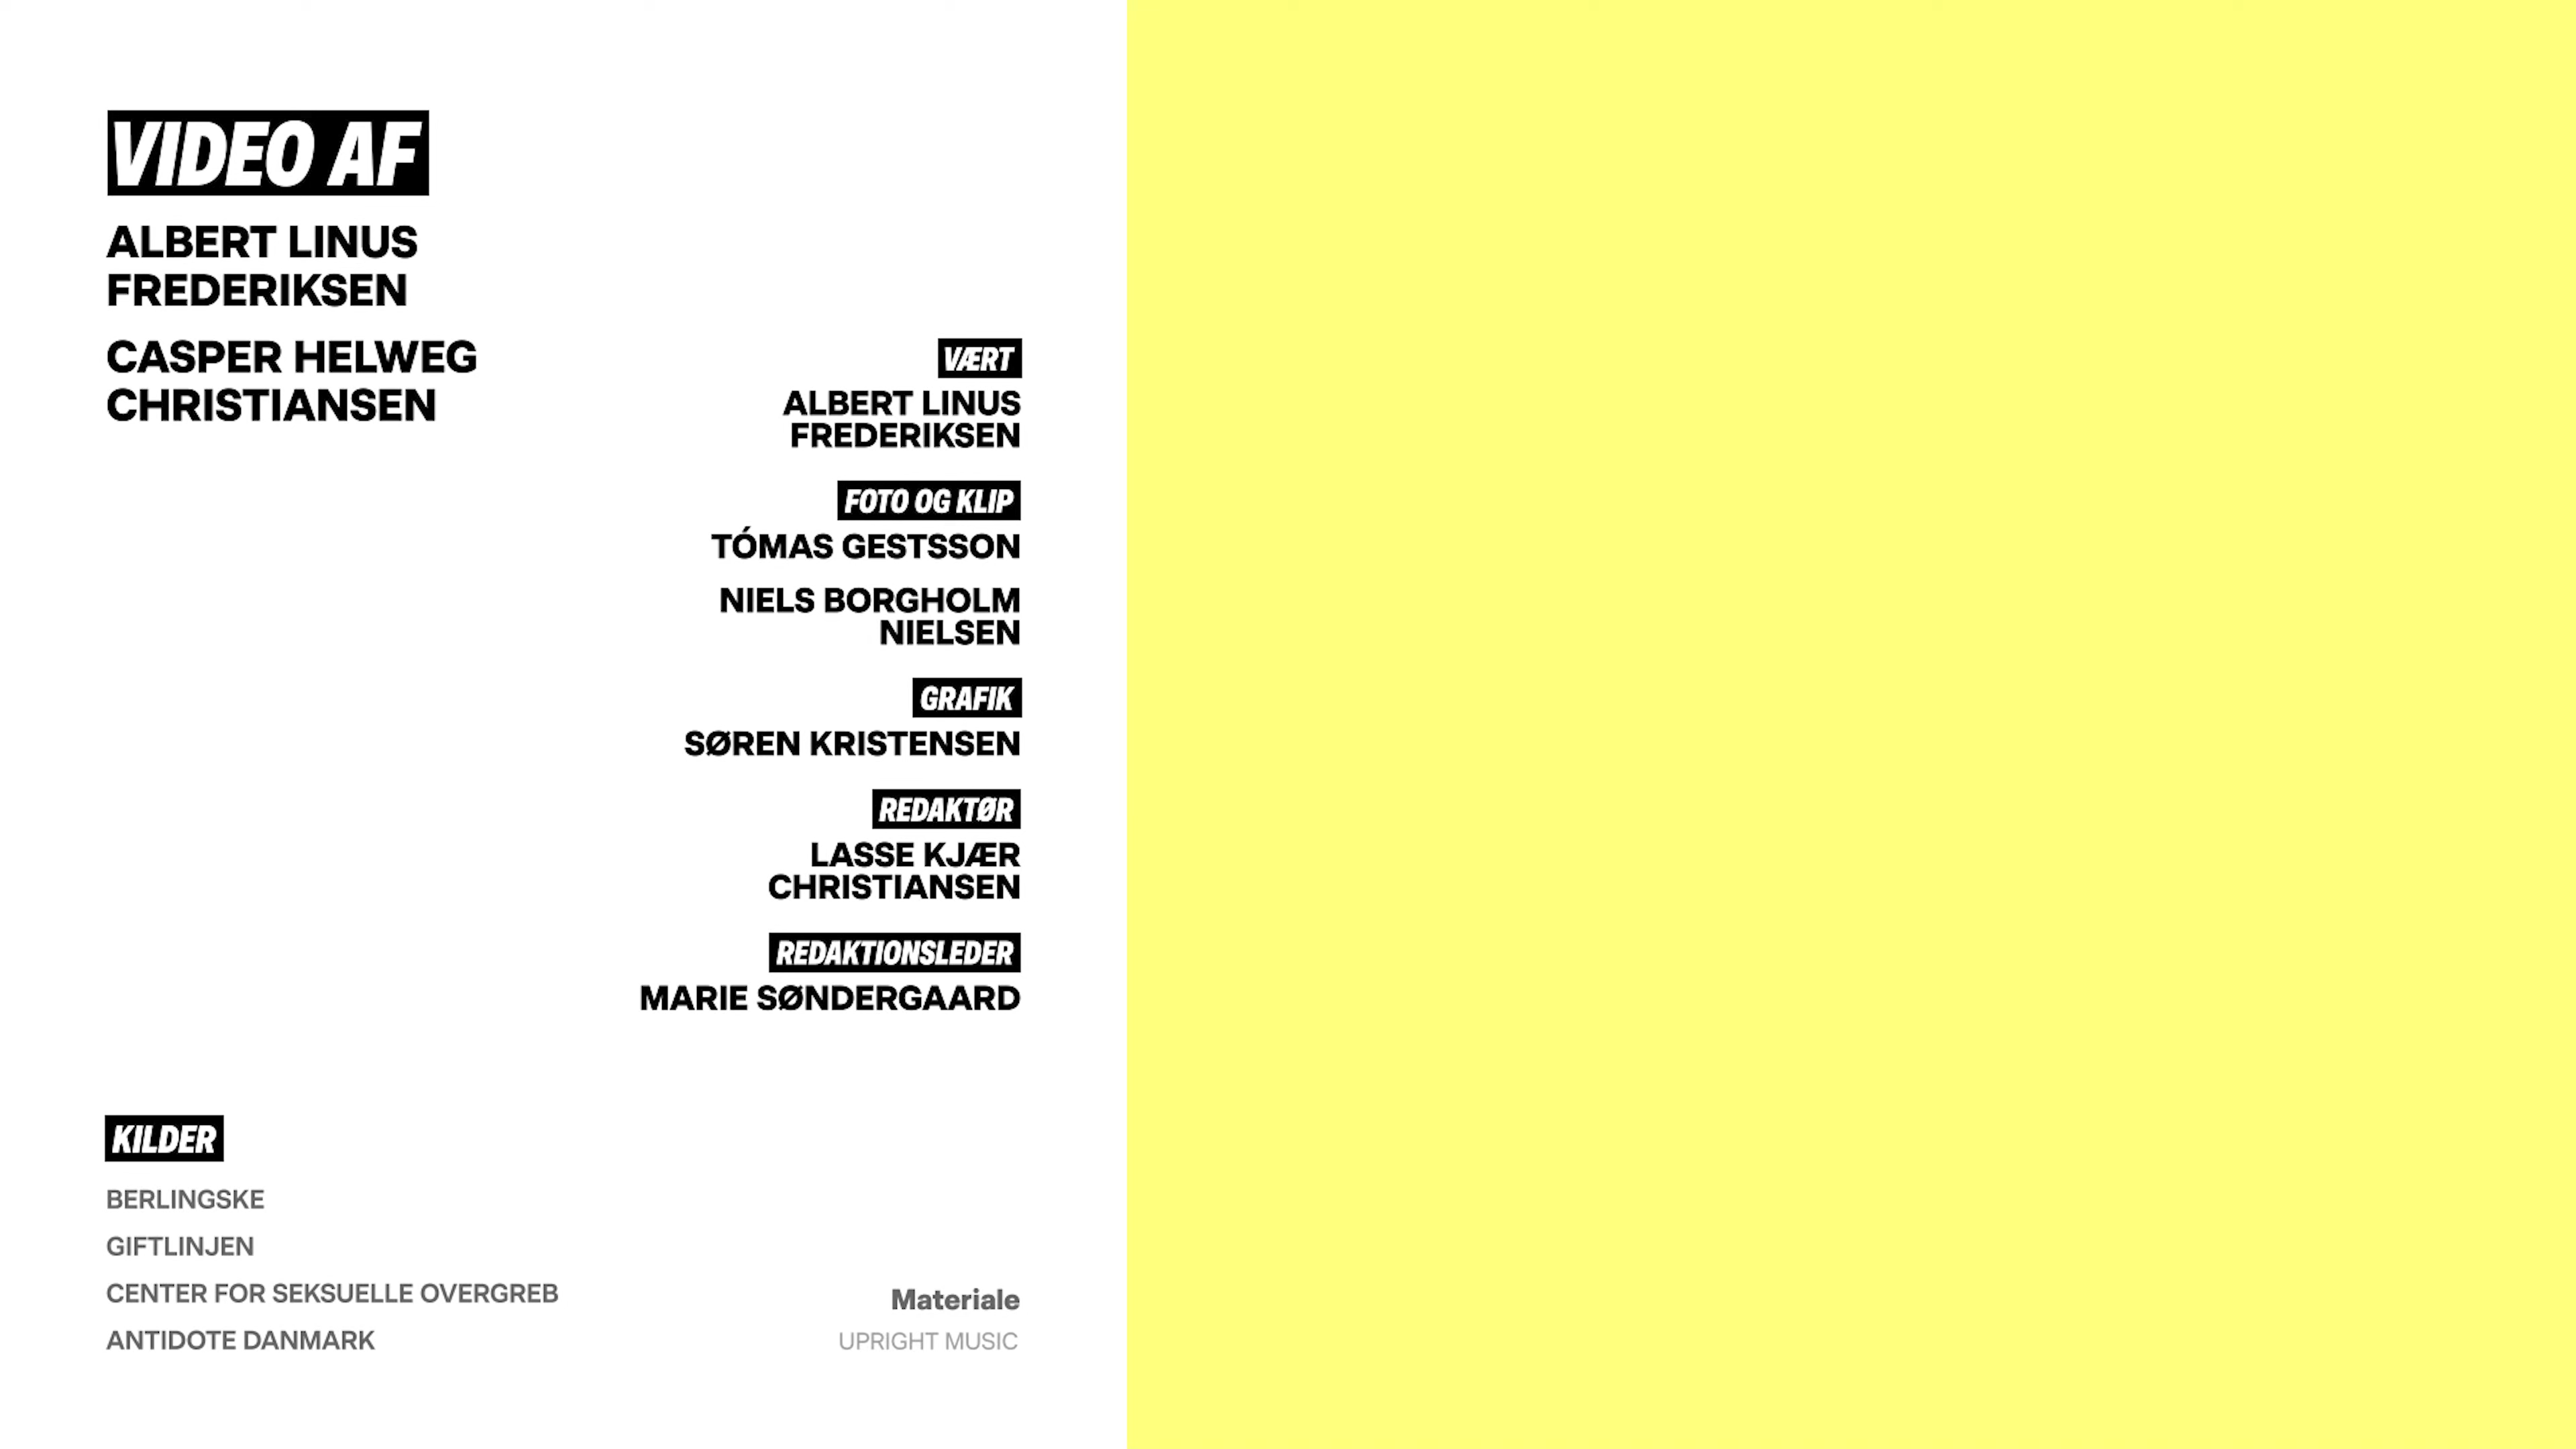 VIDEO AF
ALBERT LINUS
FREDERIKSEN
CASPER HELWEG
CHRISTIANSEN
VÆRT
ALBERT LINUS
FREDERIKSEN
FOTO OG KLIP
TÓMAS GESTSSON
NIELS BORGHOLM
NIELSEN
GRAFIK
SØREN KRISTENSEN
REDAKTØR
LASSE KJÆR
CHRISTIANSEN
REDAKTIONSLEDER
MARIE SØNDERGAARD
KILDER
BERLINGSKE
GIFTLINJEN
CENTER FOR SEKSUELLE OVERGREB
ANTIDOTE DANMARK
Materiale
UPRIGHT MUSIC